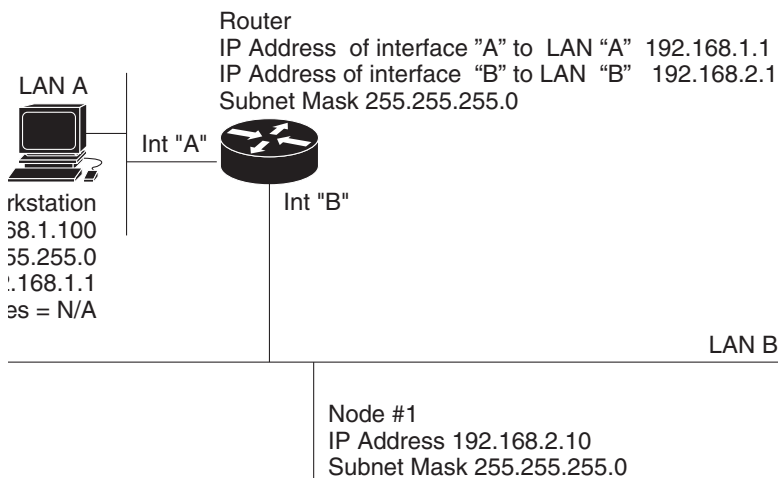 Router
IP Address of interface "A" to LAN “A” 192.168.1.1
IP Address of interface “B” to LAN “B” 192.168.2.1
Subnet Mask 255.255.255.0
LAN A
Int "A"
Int "B"
rkstation
68.1.100
55.255.0
.168.1.1
es = N/A
LAN B
Node #1
IP Address 192.168.2.10
Subnet Mask 255.255.255.0